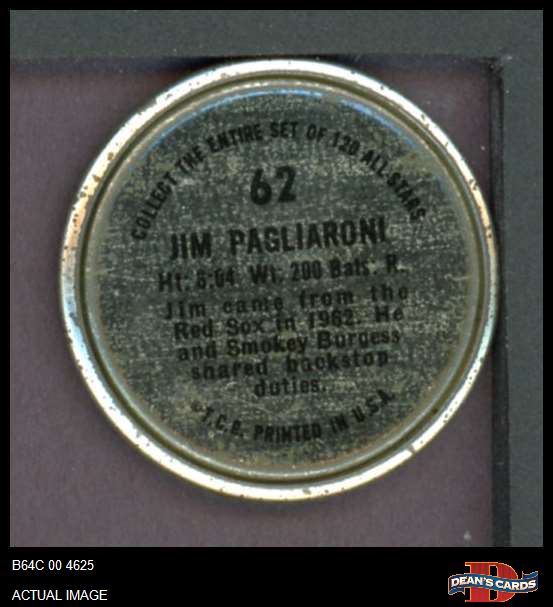 COLLECT THE ENTIRE SET OF 120 ALL-STARS
62
JIM PAGLIARONI
Ht: 6:04 Wt: 200 Bats: R.
Jim came from the
Red Sox in 1962. He
and Smokey Burgess
shared backstop
duties.
©T.C.G. PRINTED IN U.S.A.
B64C 00 4625
ACTUAL IMAGE
D
DEAN'S CARDS